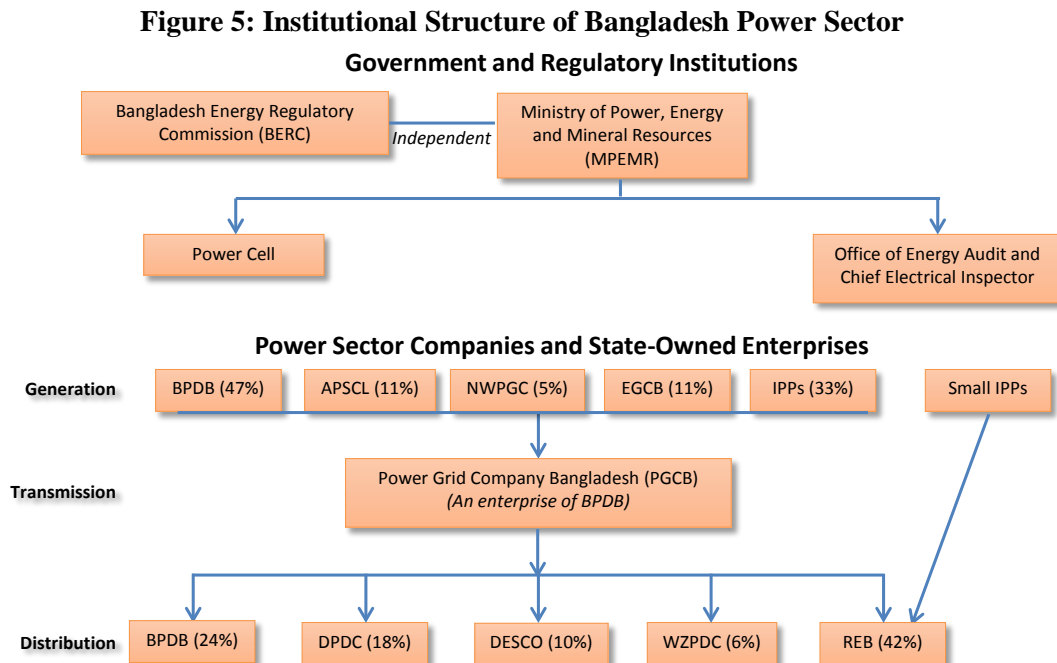 Figure 5: Institutional Structure of Bangladesh Power Sector
Government and Regulatory Institutions
Bangladesh Energy Regulatory
Commission (BERC)
Independent
Ministry of Power, Energy
and Mineral Resources
(MPEMR)
Power Cell
Office of Energy Audit and
Chief Electrical Inspector
Power Sector Companies and State-Owned Enterprises
Generation
BPDB (47%)
APSCL (11%)
NWPGC (5%)
EGCB (11%)
IPPs (33%)
Small IPPs
Transmission
Power Grid Company Bangladesh (PGCB)
(An enterprise of BPDB)
Distribution
BPDB (24%)
DPDC (18%)
DESCO (10%)
WZPDC (6%)
REB (42%)